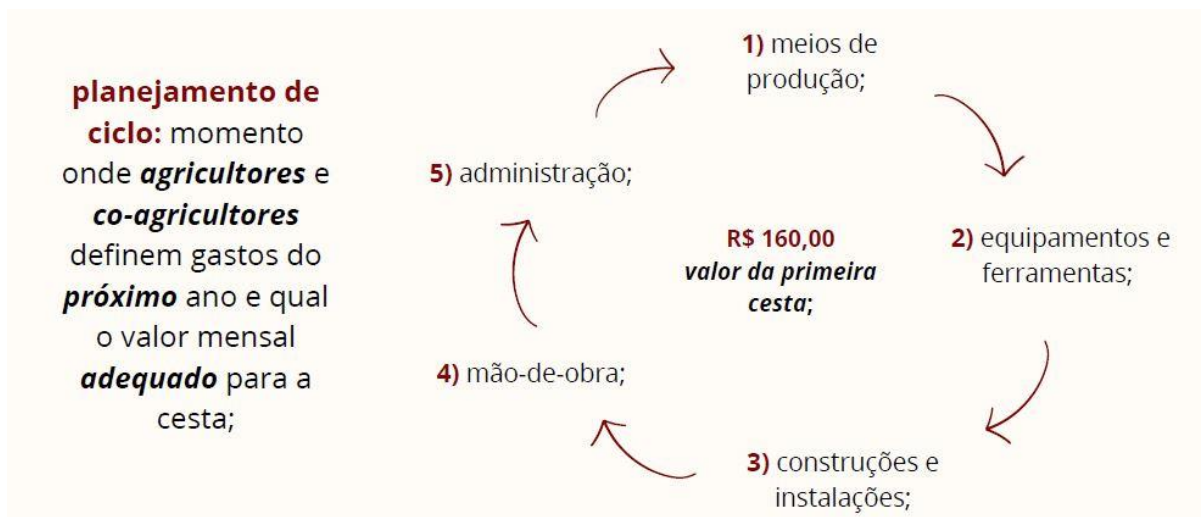 planejamento de
ciclo: momento
onde agricultores e
co-agricultores
definem gastos do
próximo ano e qual
o valor mensal
adequado para a
cesta;
1) meios de
produção;
2) equipamentos e
ferramentas;
3) construções e
instalações;
4) mão-de-obra;
5) administração;
R$ 160,00
valor da primeira
cesta;